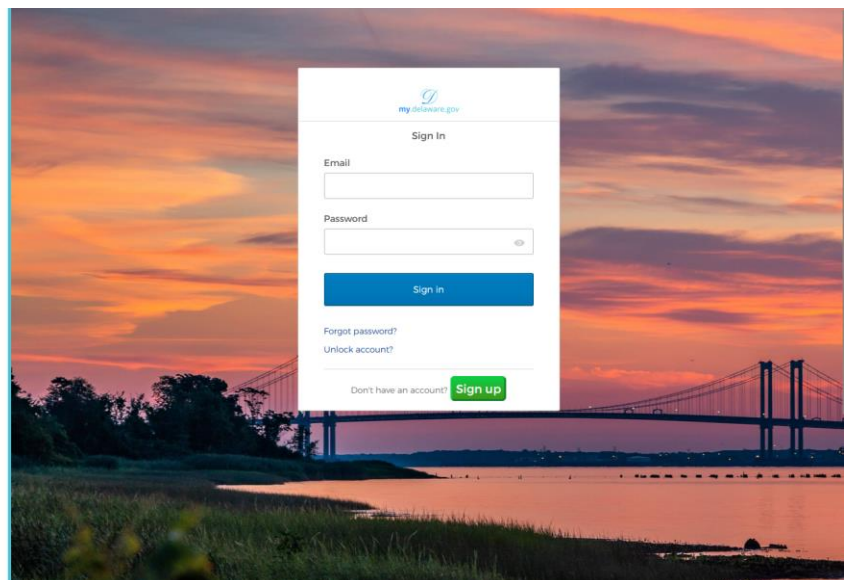 D
my.delaware.gov
Sign In
Email
Password
Sign in
Forgot password?
Unlock account?
Don't have an account? Sign up